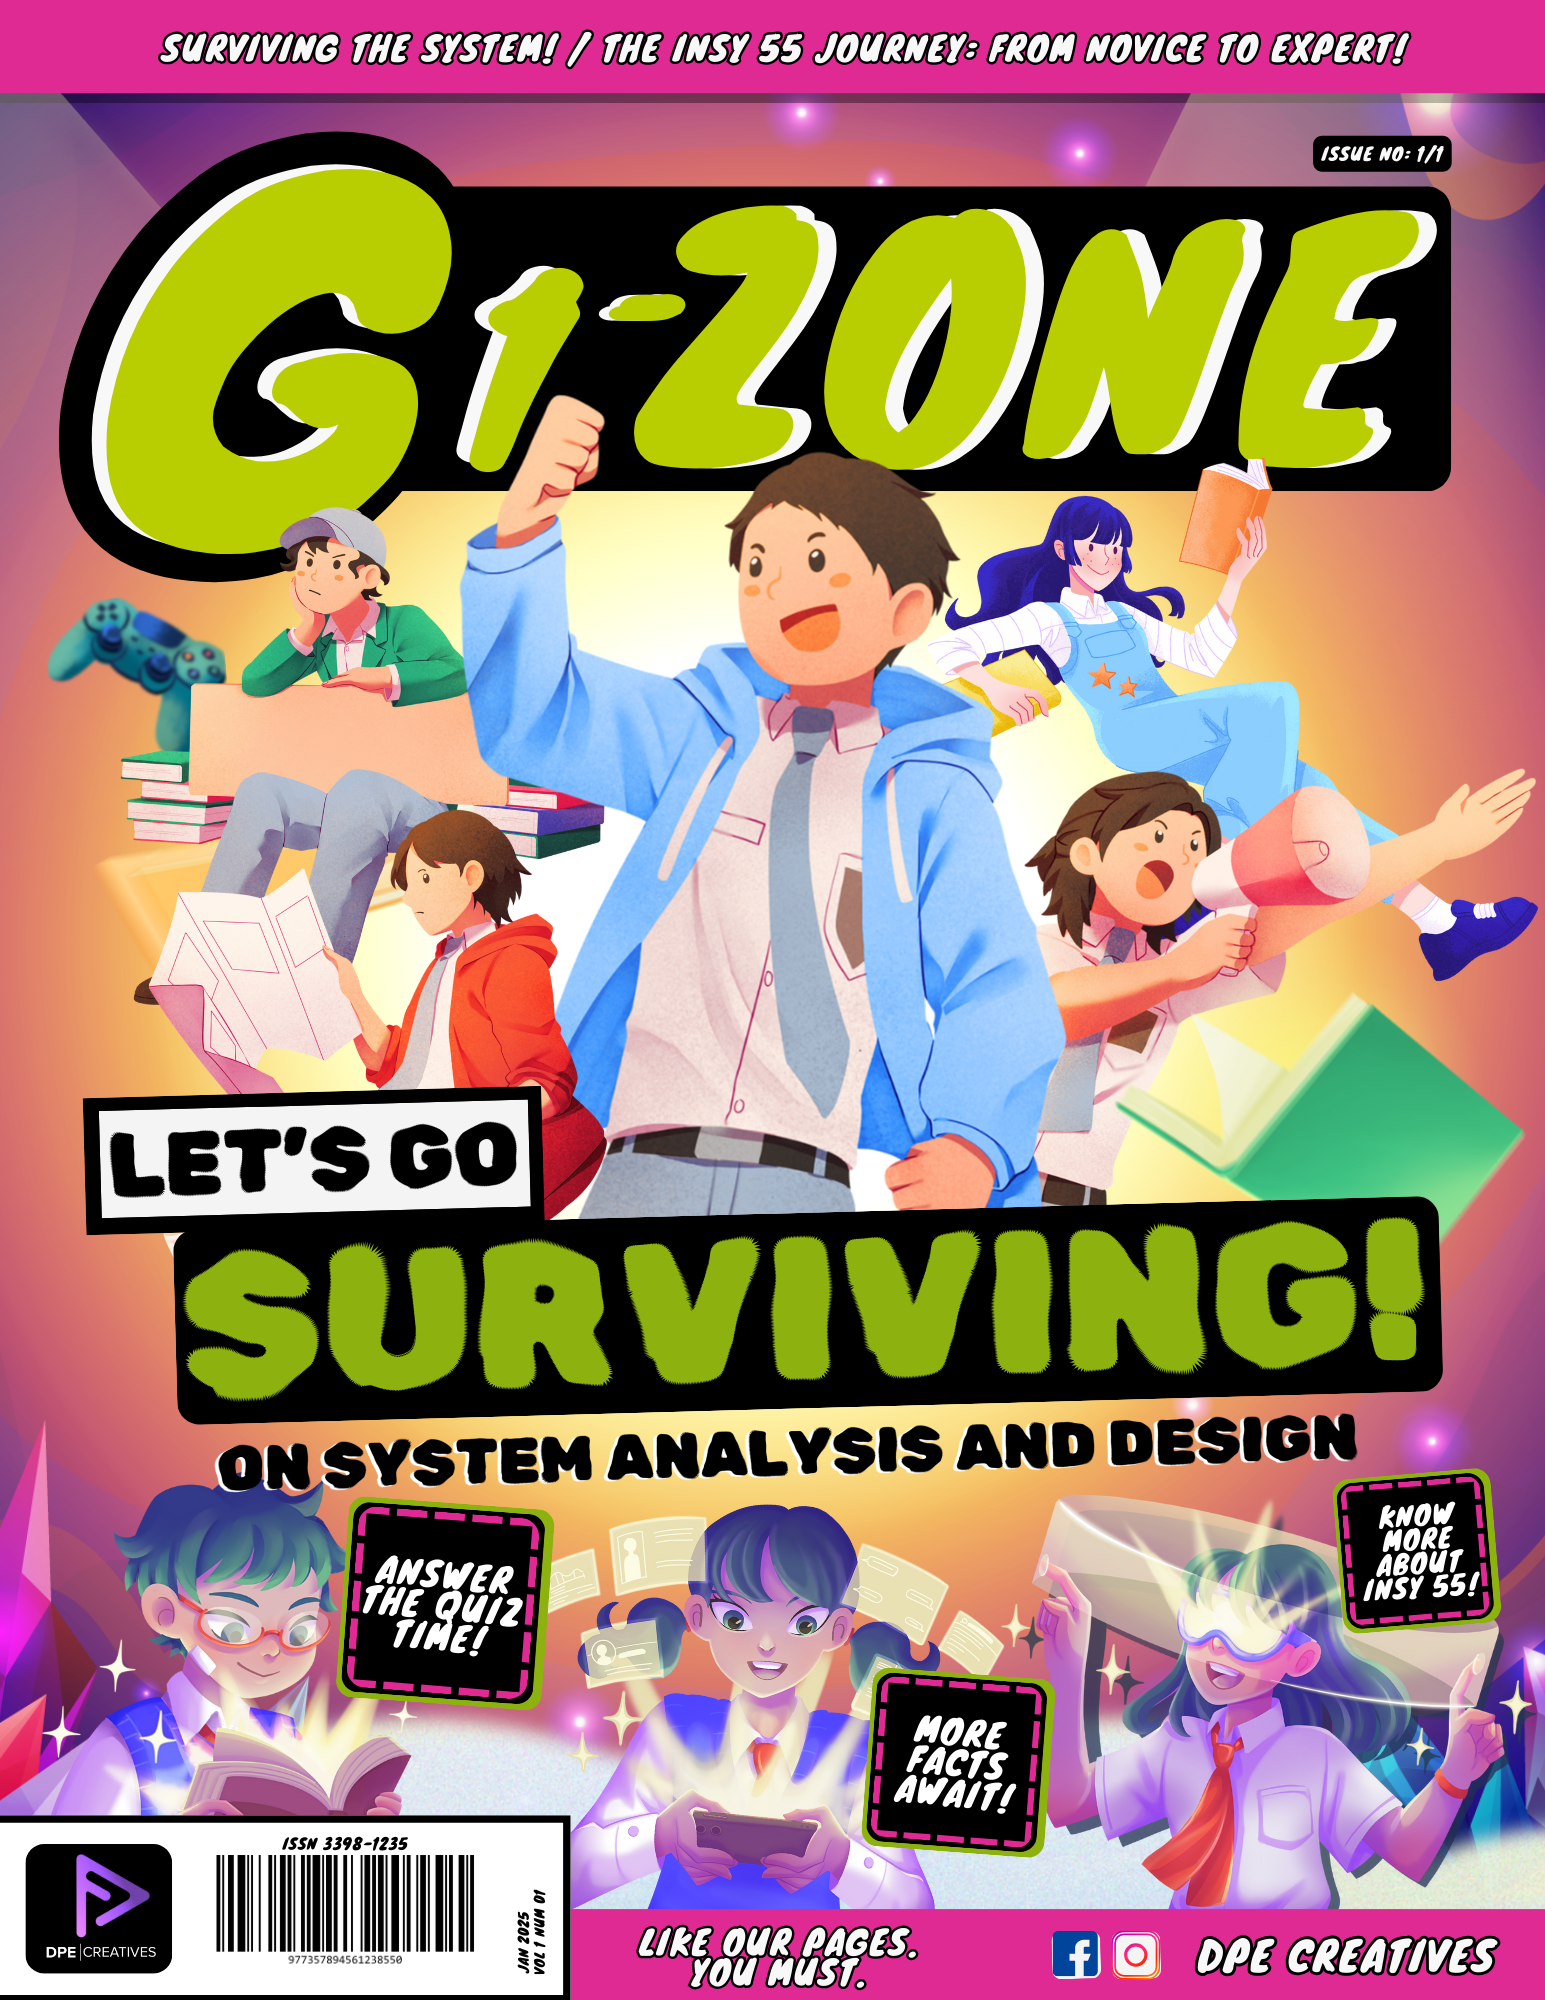 SURVIVING THE SYSTEM! / THE INSY 55 JOURNEY: FROM NOVICE TO EXPERT!
ISSUE NO: 1/1
G1-ZONE
LET'S GO
SURVIVING!
ON SYSTEM ANALYSIS AND DESIGN
ANSWER
THE QUIZ
TIME!
KNOW
MORE
ABOUT
INSY 55!
MORE
FACTS
AWAIT!
ISSN 3398-1235
977357894561238550
DPE|CREATIVES
JAN 2025
VOL 1 NUM 01
LIKE OUR PAGES.
YOU MUST.
DPE CREATIVES